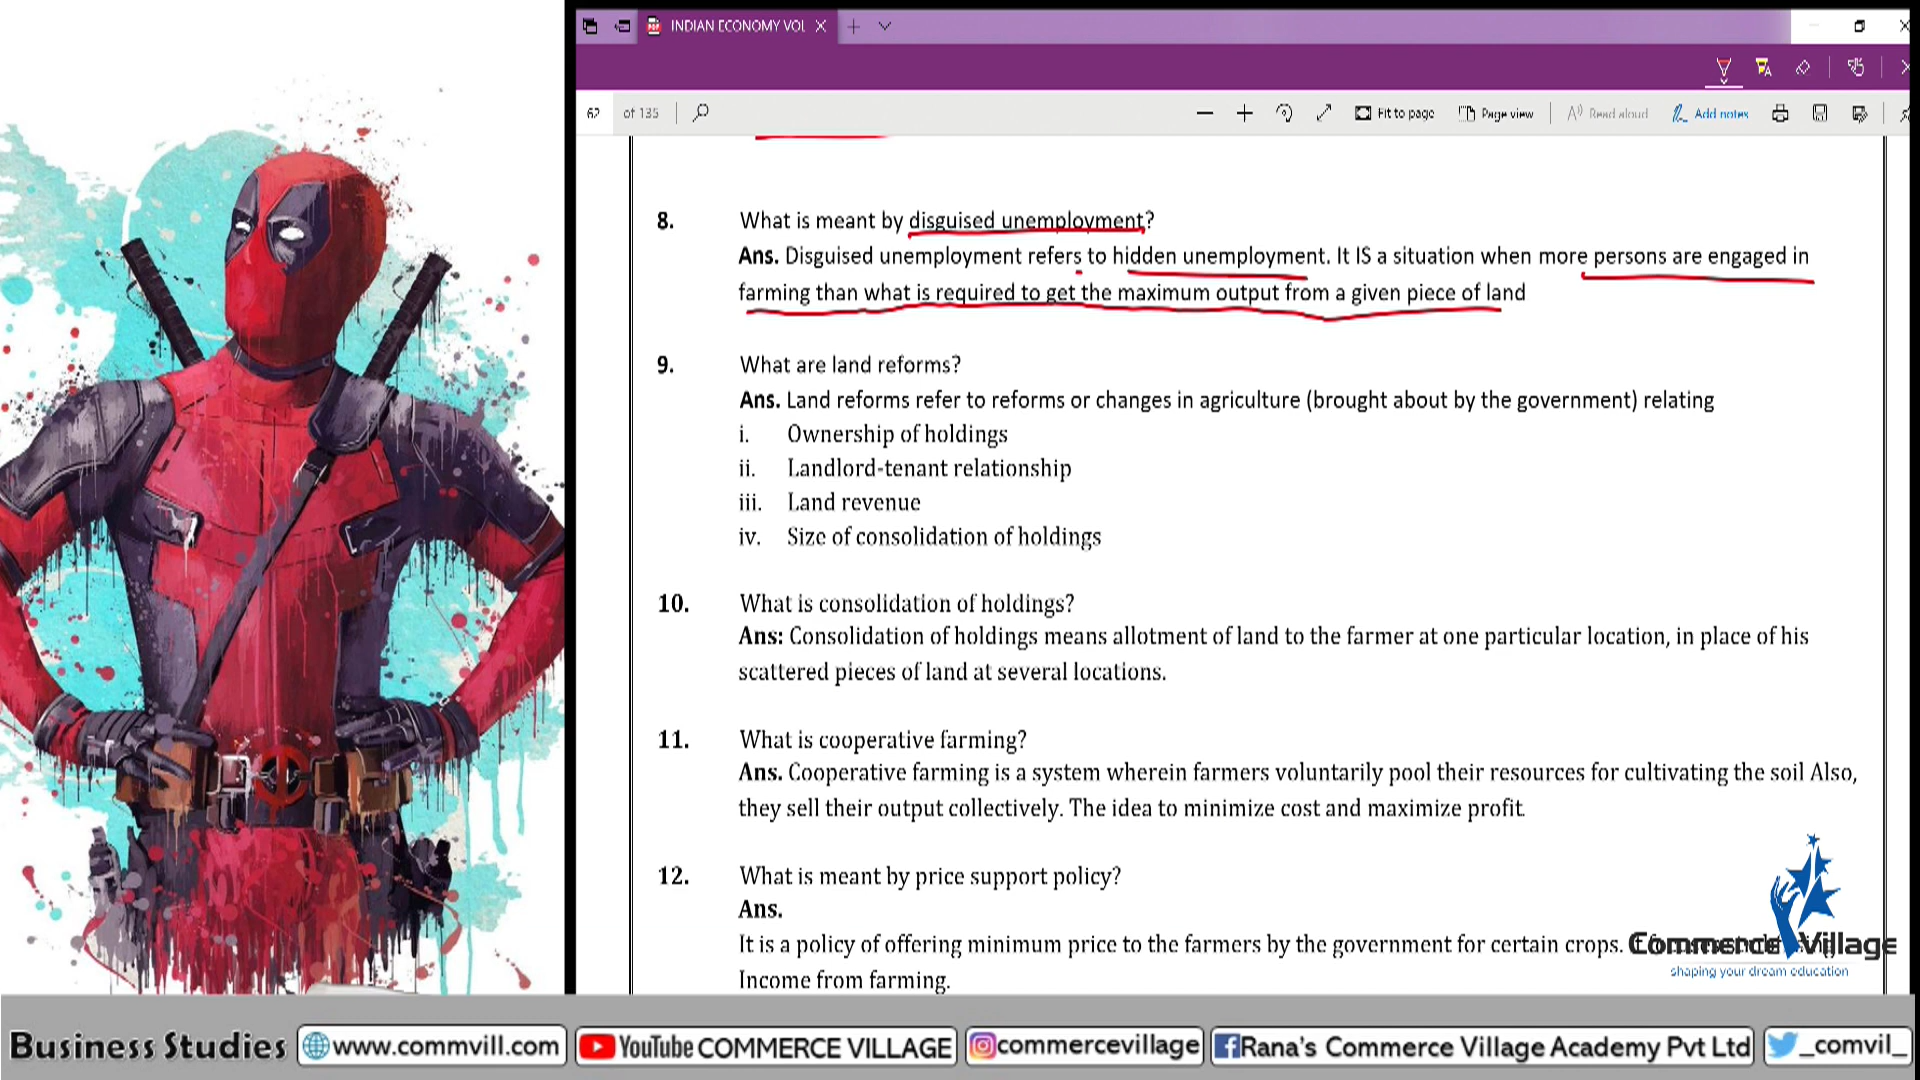 INDIAN ECONOMY VOL
62 of 135
Fit to page
Page view
Read aloud
Add notes
8. What is meant by disguised unemployment?
Ans. Disguised unemployment refers to hidden unemployment. It IS a situation when more persons are engaged in
farming than what is required to get the maximum output from a given piece of land
9. What are land reforms?
Ans. Land reforms refer to reforms or changes in agriculture (brought about by the government) relating
i. Ownership of holdings
ii. Landlord-tenant relationship
iii. Land revenue
iv. Size of consolidation of holdings
10. What is consolidation of holdings?
Ans: Consolidation of holdings means allotment of land to the farmer at one particular location, in place of his
scattered pieces of land at several locations.
11. What is cooperative farming?
Ans. Cooperative farming is a system wherein farmers voluntarily pool their resources for cultivating the soil Also,
they sell their output collectively. The idea to minimize cost and maximize profit
12. What is meant by price support policy?
Ans.
It is a policy of offering minimum price to the farmers by the government for certain crops.
Income from farming.
Commerce Village
shaping your dream education
Business Studies
www.commvill.com
YouTube COMMERCE VILLAGE
commercevillage
Rana's Commerce Village Academy Pvt Ltd
_comvil_